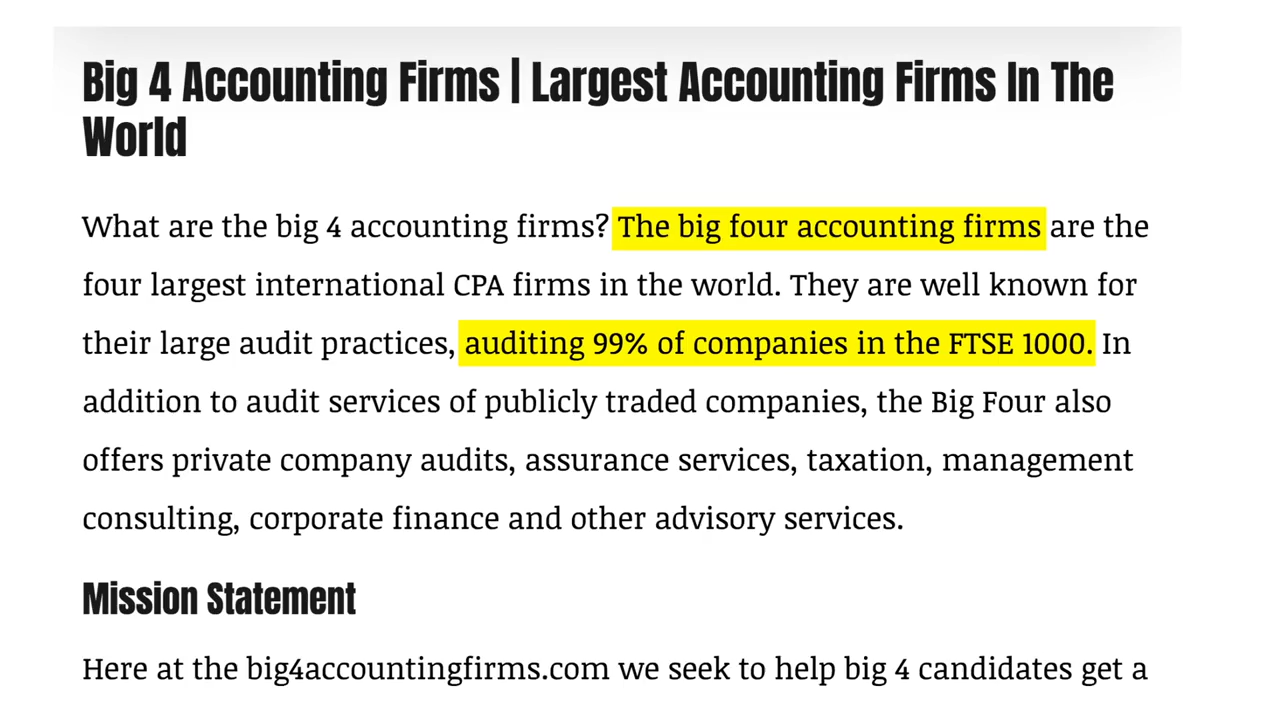 Big 4 Accounting Firms | Largest Accounting Firms In The
World
What are the big 4 accounting firms? The big four accounting firms are the
four largest international CPA firms in the world. They are well known for
their large audit practices, auditing 99% of companies in the FTSE 1000. In
addition to audit services of publicly traded companies, the Big Four also
offers private company audits, assurance services, taxation, management
consulting, corporate finance and other advisory services.
Mission Statement
Here at the big4accountingfirms.com we seek to help big 4 candidates get a